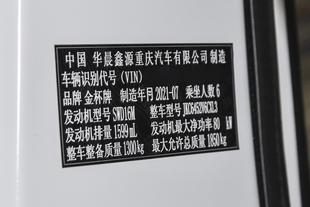 中国 华晨鑫源重庆汽车有限公司 制造
车辆识别代号(VIN)
品牌 金杯牌 制造年月 2021-07 乘坐人数 6
发动机型号 SWD16M 整车型号 JKC6452N6CXL3
发动机排量 1599mL 发动机最大净功率 80 kW
整车整备质量 1300kg 最大允许总质量 1850kg